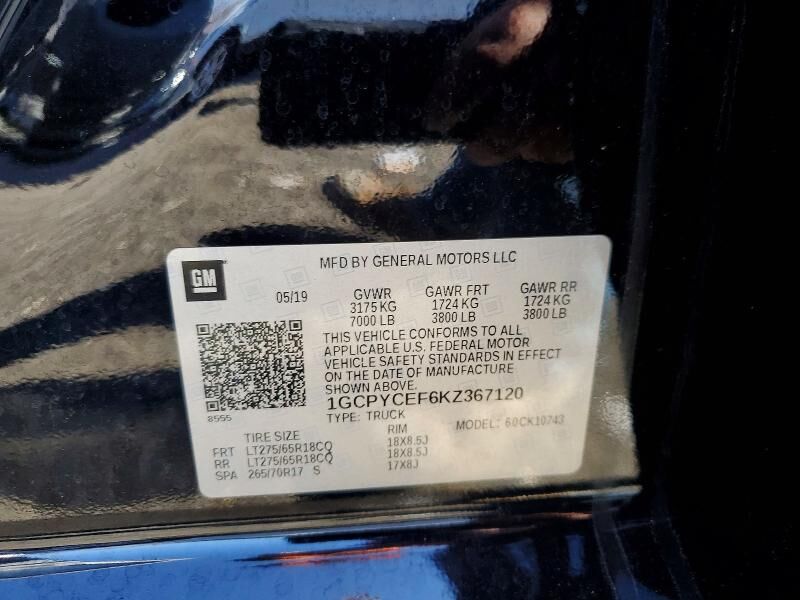 GM
MFD BY GENERAL MOTORS LLC
05/19
GVWR GAWR FRT GAWR RR
3175 KG 1724 KG 1724 KG
7000 LB 3800 LB 3800 LB
THIS VEHICLE CONFORMS TO ALL
APPLICABLE U.S. FEDERAL MOTOR
VEHICLE SAFETY STANDARDS IN EFFECT
ON THE DATE OF MANUFACTURE
SHOWN ABOVE.
8555
1GCPYCEF6KZ367120
TYPE: TRUCK MODEL: 60CK10743
TIRE SIZE RIM
FRT LT275/65R18CQ 18X8.5J
RR LT275/65R18CQ 18X8.5J
SPA 265/70R17 S 17X8J